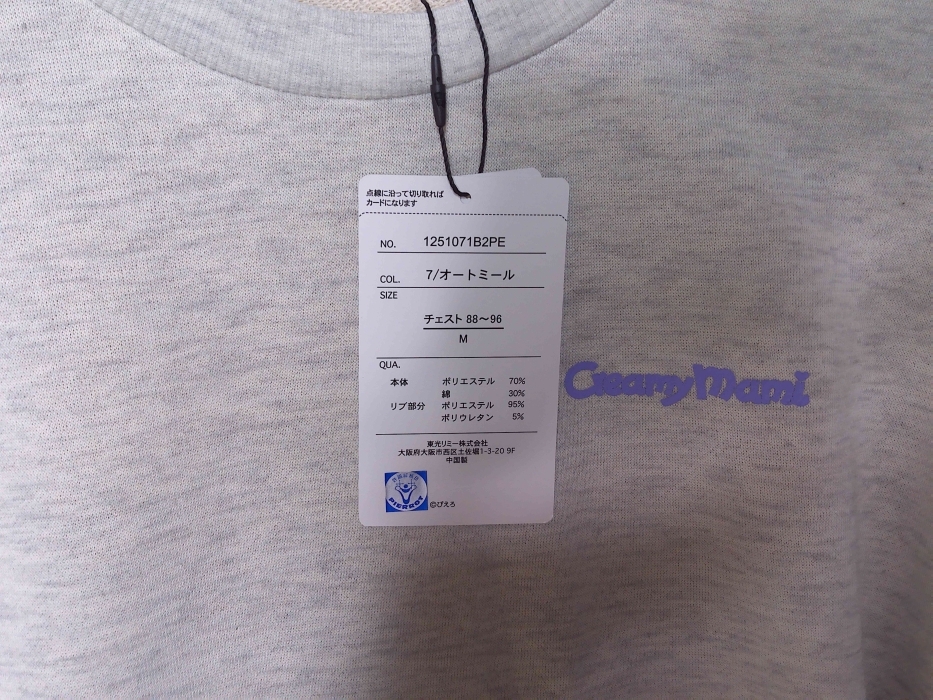 点線に沿って切り取れば
カードになります
NO. 1251071B2PE
COL. 7/オートミール
SIZE
チェスト 88〜96
M
QUA.
本体 ポリエステル 70%
綿 30%
リブ部分 ポリエステル 95%
ポリウレタン 5%
東光リミー株式会社
大阪府大阪市西区土佐堀1-3-20 9F
中国製
PIERROT
©ぴえろ
Creamy Mami